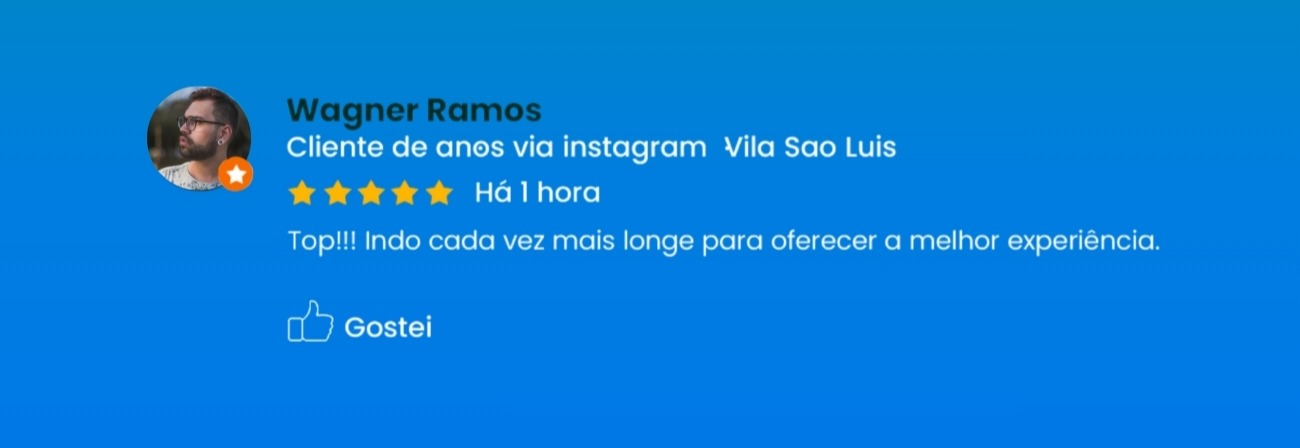 Wagner Ramos
Cliente de anos via instagram Vila Sao Luis
Há 1 hora
Top!!! Indo cada vez mais longe para oferecer a melhor experiência.
Gostei